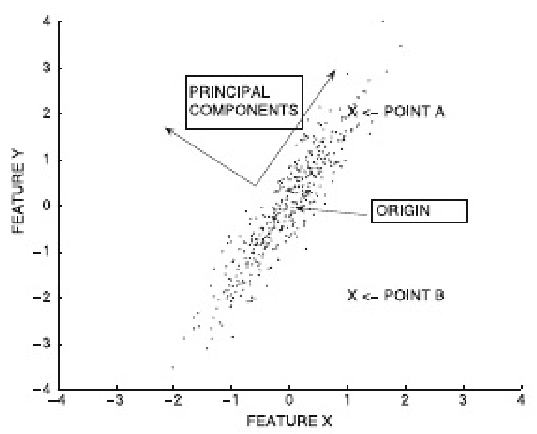 4
3
2
1
0
−1
−2
−3
−4
FEATURE Y
PRINCIPAL
COMPONENTS
X <- POINT A
ORIGIN
X <- POINT B
−4 −3 −2 −1 0 1 2 3 4
FEATURE X